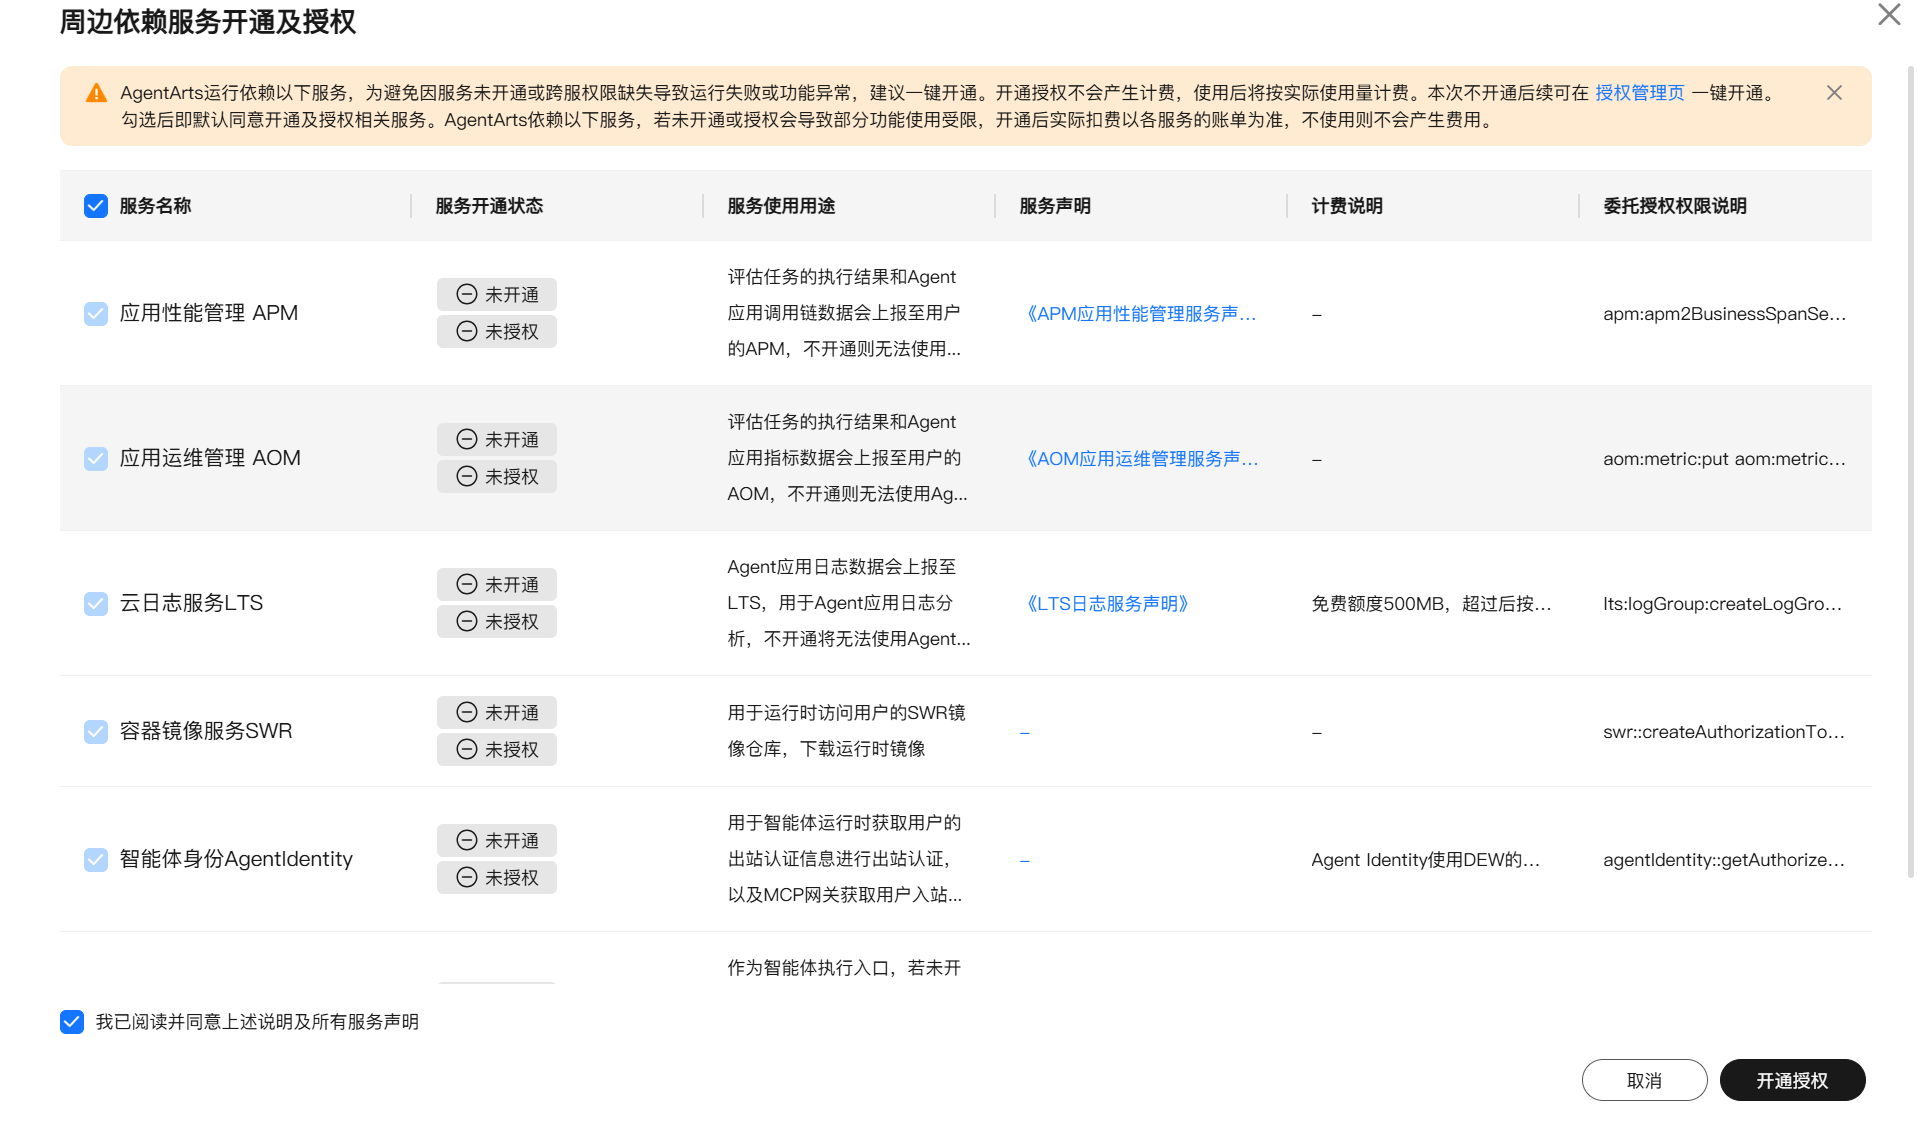 周边依赖服务开通及授权
AgentArts运行依赖以下服务，为避免因服务未开通或跨服权限缺失导致运行失败或功能异常，建议一键开通。开通授权不会产生计费，使用后将按实际使用量计费。本次不开通后续可在 授权管理页 一键开通。
勾选后即默认同意开通及授权相关服务。AgentArts依赖以下服务，若未开通或授权会导致部分功能使用受限，开通后实际扣费以各服务的账单为准，不使用则不会产生费用。
服务名称 服务开通状态 服务使用用途 服务声明 计费说明 委托授权权限说明
应用性能管理 APM
未开通
未授权
评估任务的执行结果和Agent
应用调用链数据会上报至用户
的APM，不开通则无法使用...
《APM应用性能管理服务声...
–
apm:apm2BusinessSpanSe...
应用运维管理 AOM
未开通
未授权
评估任务的执行结果和Agent
应用指标数据会上报至用户的
AOM，不开通则无法使用Ag...
《AOM应用运维管理服务声...
–
aom:metric:put aom:metric...
云日志服务LTS
未开通
未授权
Agent应用日志数据会上报至
LTS，用于Agent应用日志分
析，不开通将无法使用Agent...
《LTS日志服务声明》
免费额度500MB，超过后按...
lts:logGroup:createLogGro...
容器镜像服务SWR
未开通
未授权
用于运行时访问用户的SWR镜
像仓库，下载运行时镜像
–
–
swr::createAuthorizationTo...
智能体身份AgentIdentity
未开通
未授权
用于智能体运行时获取用户的
出站认证信息进行出站认证，
以及MCP网关获取用户入站...
–
Agent Identity使用DEW的...
agentIdentity::getAuthorize...
作为智能体执行入口，若未开
我已阅读并同意上述说明及所有服务声明
取消
开通授权